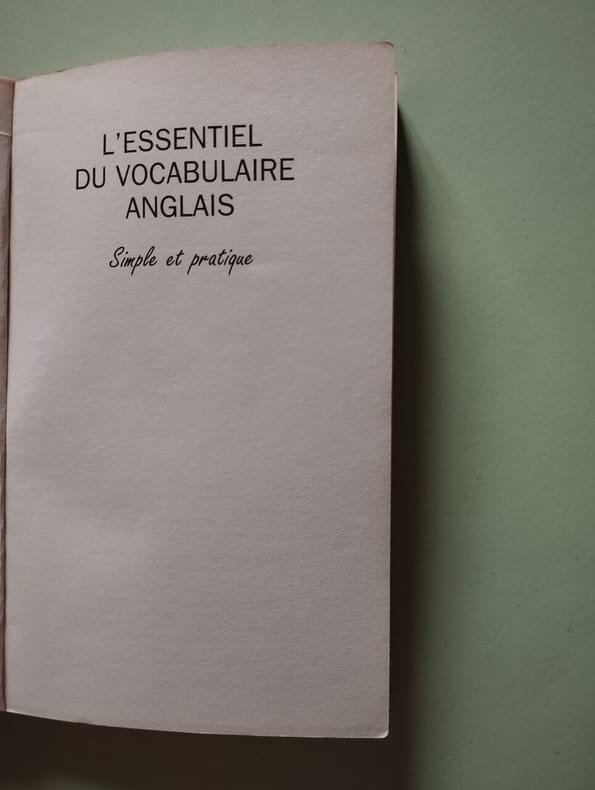 L'ESSENTIEL
DU VOCABULAIRE
ANGLAIS
Simple et pratique